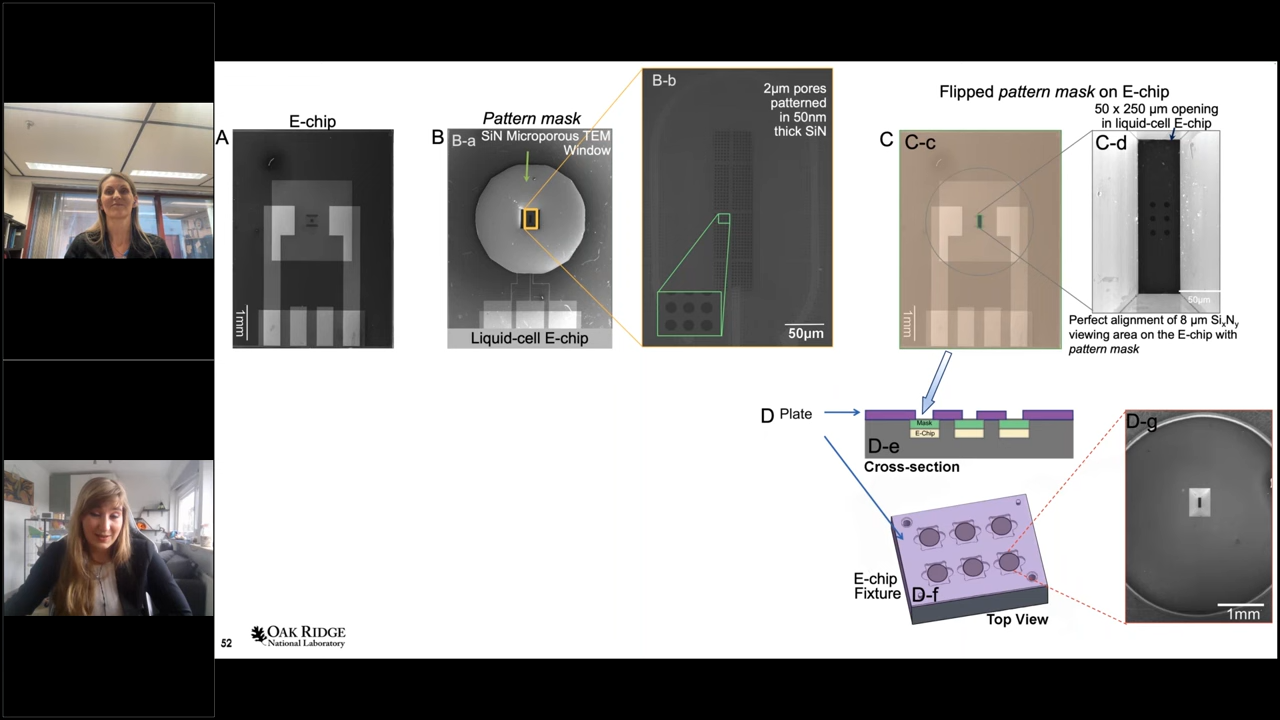 E-chip
A
1mm
Pattern mask
B
B-a
SiN Microporous TEM
Window
Liquid-cell E-chip
B-b
2µm pores
patterned
in 50nm
thick SiN
50µm
Flipped pattern mask on E-chip
50 x 250 µm opening
in liquid-cell E-chip
C
C-c
1mm
C-d
50µm
Perfect alignment of 8 µm SixNy
viewing area on the E-chip with
pattern mask
D
Plate
Mask
E-Chip
D-e
Cross-section
E-chip
Fixture
D-f
Top View
D-g
1mm
52
OAK RIDGE
National Laboratory